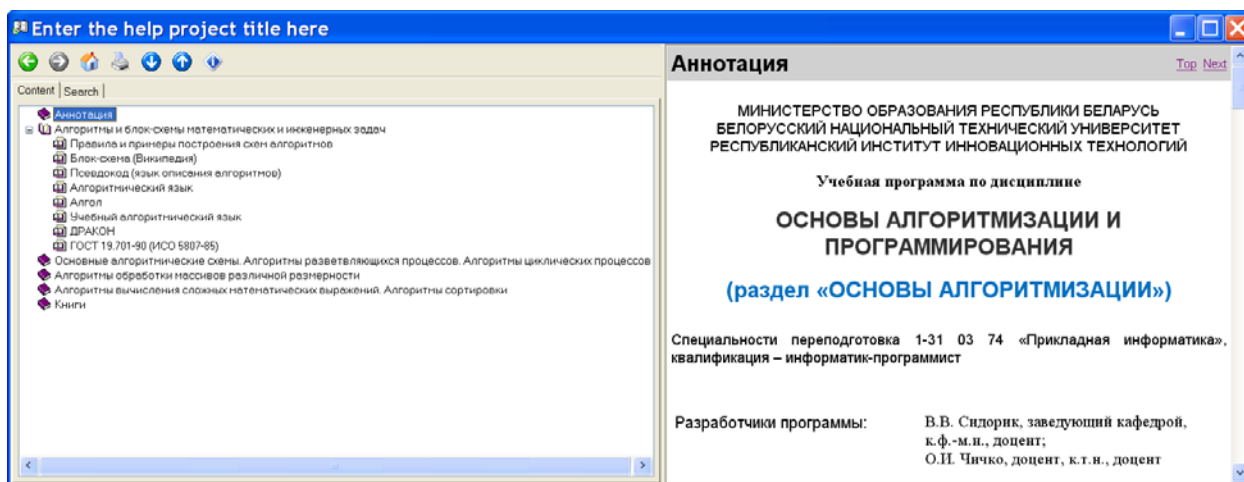 Enter the help project title here
Content Search
Аннотация
Алгоритмы и блок-схемы математических и инженерных задач
Правила и примеры построения схем алгоритмов
Блок-схема (Википедия)
Псевдокод (язык описания алгоритмов)
Алгоритмический язык
Алгол
Учебный алгоритмический язык
ДРАКОН
ГОСТ 19.701-90 (ИСО 5807-85)
Основные алгоритмические схемы. Алгоритмы разветвляющихся процессов. Алгоритмы циклических процессов
Алгоритмы обработки массивов различной размерности
Алгоритмы вычисления сложных математических выражений. Алгоритмы сортировки
Книги
Аннотация
Top Next
МИНИСТЕРСТВО ОБРАЗОВАНИЯ РЕСПУБЛИКИ БЕЛАРУСЬ
БЕЛОРУССКИЙ НАЦИОНАЛЬНЫЙ ТЕХНИЧЕСКИЙ УНИВЕРСИТЕТ
РЕСПУБЛИКАНСКИЙ ИНСТИТУТ ИННОВАЦИОННЫХ ТЕХНОЛОГИЙ
Учебная программа по дисциплине
ОСНОВЫ АЛГОРИТМИЗАЦИИ И
ПРОГРАММИРОВАНИЯ
(раздел «ОСНОВЫ АЛГОРИТМИЗАЦИИ»)
Специальности переподготовка 1-31 03 74 «Прикладная информатика»,
квалификация – информатик-программист
Разработчики программы:
В.В. Сидорик, заведующий кафедрой,
к.ф.-м.н., доцент;
О.И. Чичко, доцент, к.т.н., доцент